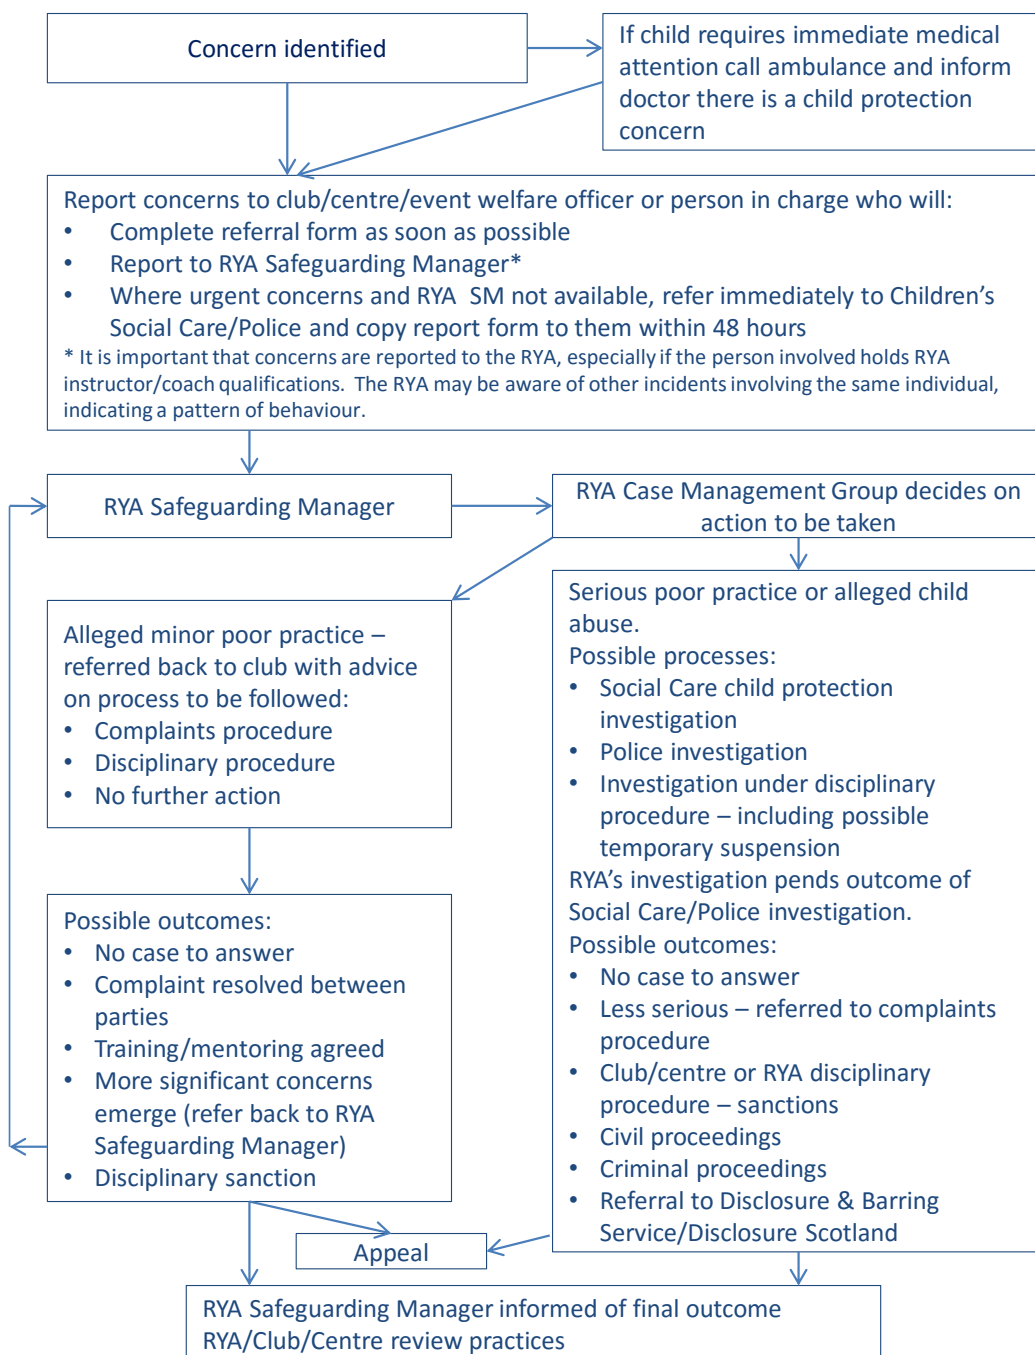 Concern identified
If child requires immediate medical
attention call ambulance and inform
doctor there is a child protection
concern
Report concerns to club/centre/event welfare officer or person in charge who will:
• Complete referral form as soon as possible
• Report to RYA Safeguarding Manager*
• Where urgent concerns and RYA SM not available, refer immediately to Children's
Social Care/Police and copy report form to them within 48 hours
* It is important that concerns are reported to the RYA, especially if the person involved holds RYA
instructor/coach qualifications. The RYA may be aware of other incidents involving the same individual,
indicating a pattern of behaviour.
RYA Safeguarding Manager
RYA Case Management Group decides on
action to be taken
Alleged minor poor practice –
referred back to club with advice
on process to be followed:
• Complaints procedure
• Disciplinary procedure
• No further action
Serious poor practice or alleged child
abuse.
Possible processes:
• Social Care child protection
investigation
• Police investigation
• Investigation under disciplinary
procedure – including possible
temporary suspension
RYA's investigation pends outcome of
Social Care/Police investigation.
Possible outcomes:
• No case to answer
• Less serious – referred to complaints
procedure
• Club/centre or RYA disciplinary
procedure – sanctions
• Civil proceedings
• Criminal proceedings
• Referral to Disclosure & Barring
Service/Disclosure Scotland
Possible outcomes:
• No case to answer
• Complaint resolved between
parties
• Training/mentoring agreed
• More significant concerns
emerge (refer back to RYA
Safeguarding Manager)
• Disciplinary sanction
Appeal
RYA Safeguarding Manager informed of final outcome
RYA/Club/Centre review practices